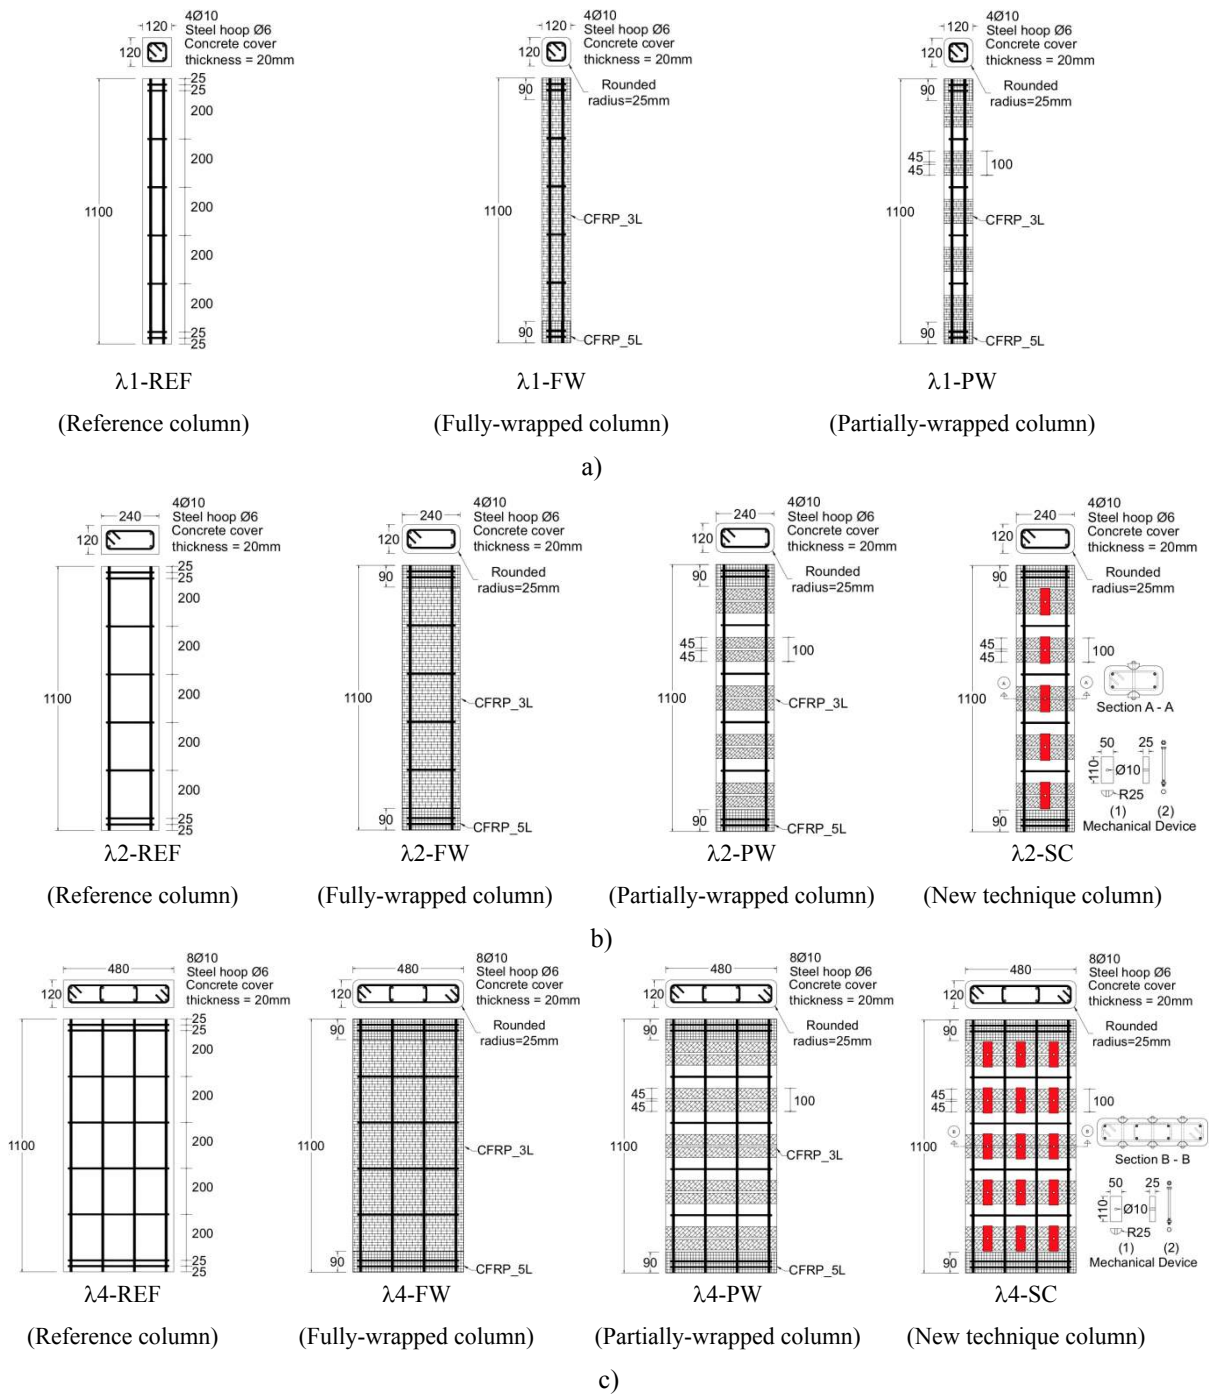 4Ø10
Steel hoop Ø6
Concrete cover
thickness = 20mm
120
120
25
25
200
200
200
200
200
25
25
1100
λ1-REF
(Reference column)
4Ø10
Steel hoop Ø6
Concrete cover
thickness = 20mm
120
120
Rounded
radius=25mm
90
1100
CFRP_3L
90
CFRP_5L
λ1-FW
(Fully-wrapped column)
4Ø10
Steel hoop Ø6
Concrete cover
thickness = 20mm
120
120
Rounded
radius=25mm
90
45
45
100
1100
CFRP_3L
90
CFRP_5L
λ1-PW
(Partially-wrapped column)
a)
4Ø10
Steel hoop Ø6
Concrete cover
thickness = 20mm
240
120
25
25
200
200
200
200
200
25
25
1100
λ2-REF
(Reference column)
4Ø10
Steel hoop Ø6
Concrete cover
thickness = 20mm
240
120
Rounded
radius=25mm
90
1100
CFRP_3L
90
CFRP_5L
λ2-FW
(Fully-wrapped column)
4Ø10
Steel hoop Ø6
Concrete cover
thickness = 20mm
240
120
Rounded
radius=25mm
90
45
45
100
1100
CFRP_3L
90
CFRP_5L
λ2-PW
(Partially-wrapped column)
4Ø10
Steel hoop Ø6
Concrete cover
thickness = 20mm
240
120
Rounded
radius=25mm
90
45
45
100
1100
A
A
Section A - A
50
25
110
Ø10
R25
(1)
(2)
Mechanical Device
90
λ2-SC
(New technique column)
b)
8Ø10
Steel hoop Ø6
Concrete cover
thickness = 20mm
480
120
25
25
200
200
200
200
200
25
25
1100
λ4-REF
(Reference column)
8Ø10
Steel hoop Ø6
Concrete cover
thickness = 20mm
480
120
Rounded
radius=25mm
90
1100
CFRP_3L
90
CFRP_5L
λ4-FW
(Fully-wrapped column)
8Ø10
Steel hoop Ø6
Concrete cover
thickness = 20mm
480
120
Rounded
radius=25mm
90
45
45
100
1100
CFRP_3L
90
CFRP_5L
λ4-PW
(Partially-wrapped column)
8Ø10
Steel hoop Ø6
Concrete cover
thickness = 20mm
480
120
Rounded
radius=25mm
90
45
45
100
1100
B
B
Section B - B
50
25
110
Ø10
R25
(1)
(2)
Mechanical Device
90
λ4-SC
(New technique column)
c)